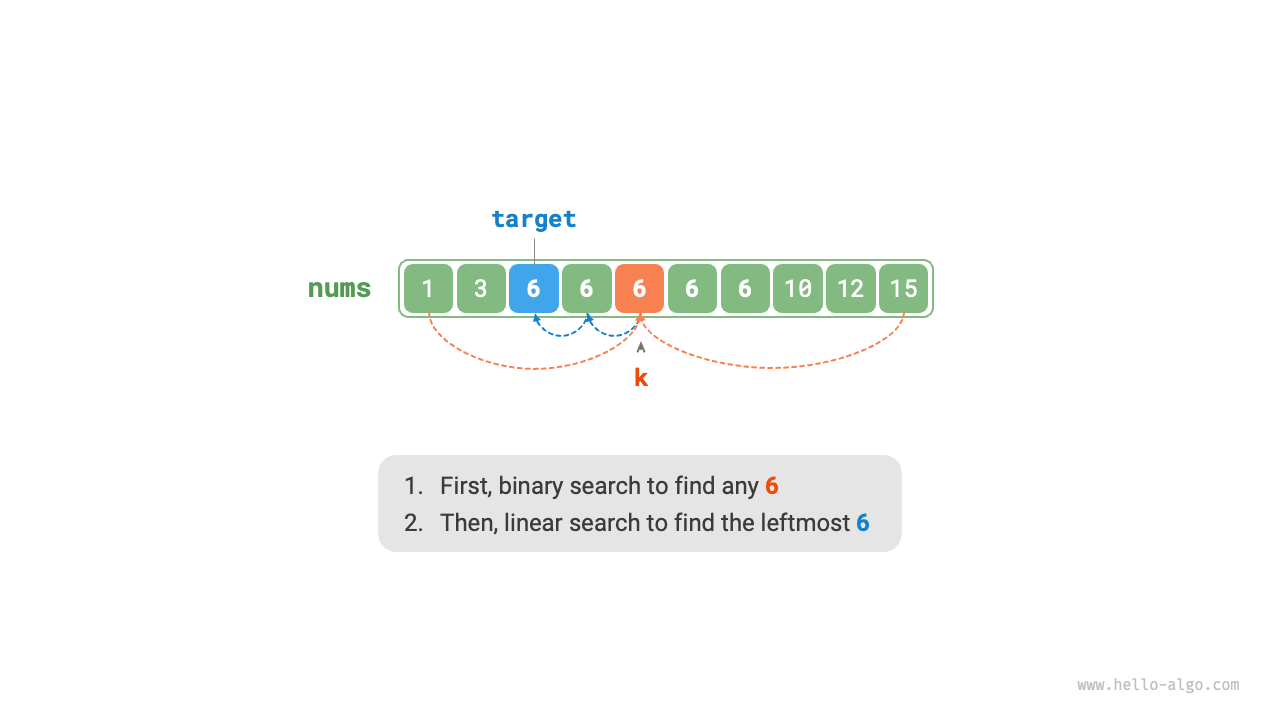 target
nums 1 3 6 6 6 6 6 10 12 15
k
1. First, binary search to find any 6
2. Then, linear search to find the leftmost 6
www.hello-algo.com